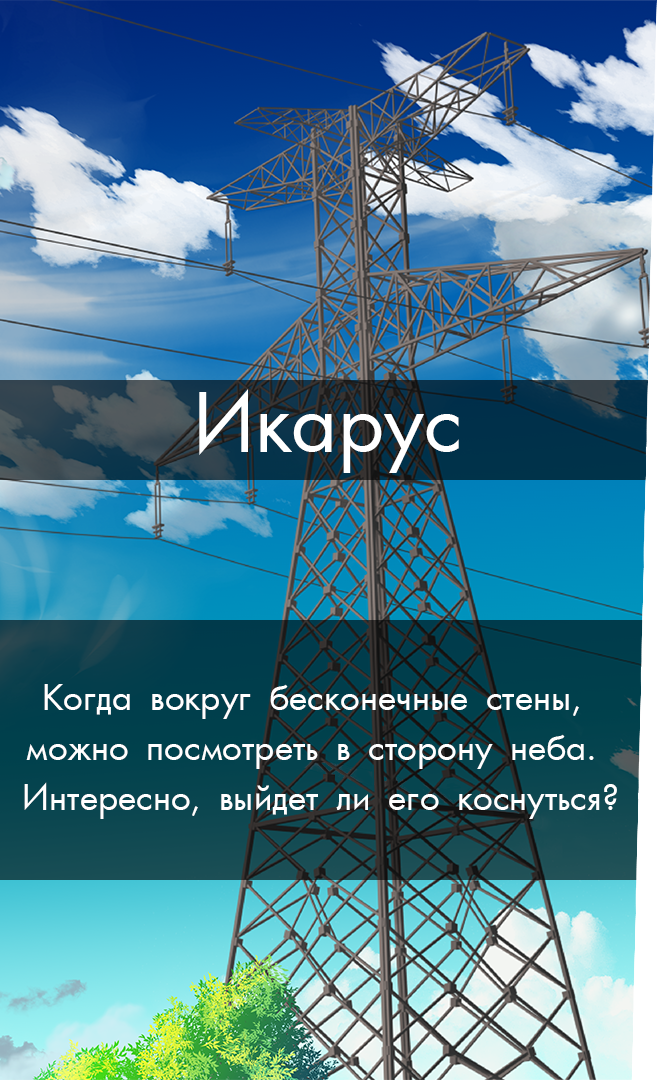 Икарус
Когда вокруг бесконечные стены,
можно посмотреть в сторону неба.
Интересно, выйдет ли его коснуться?